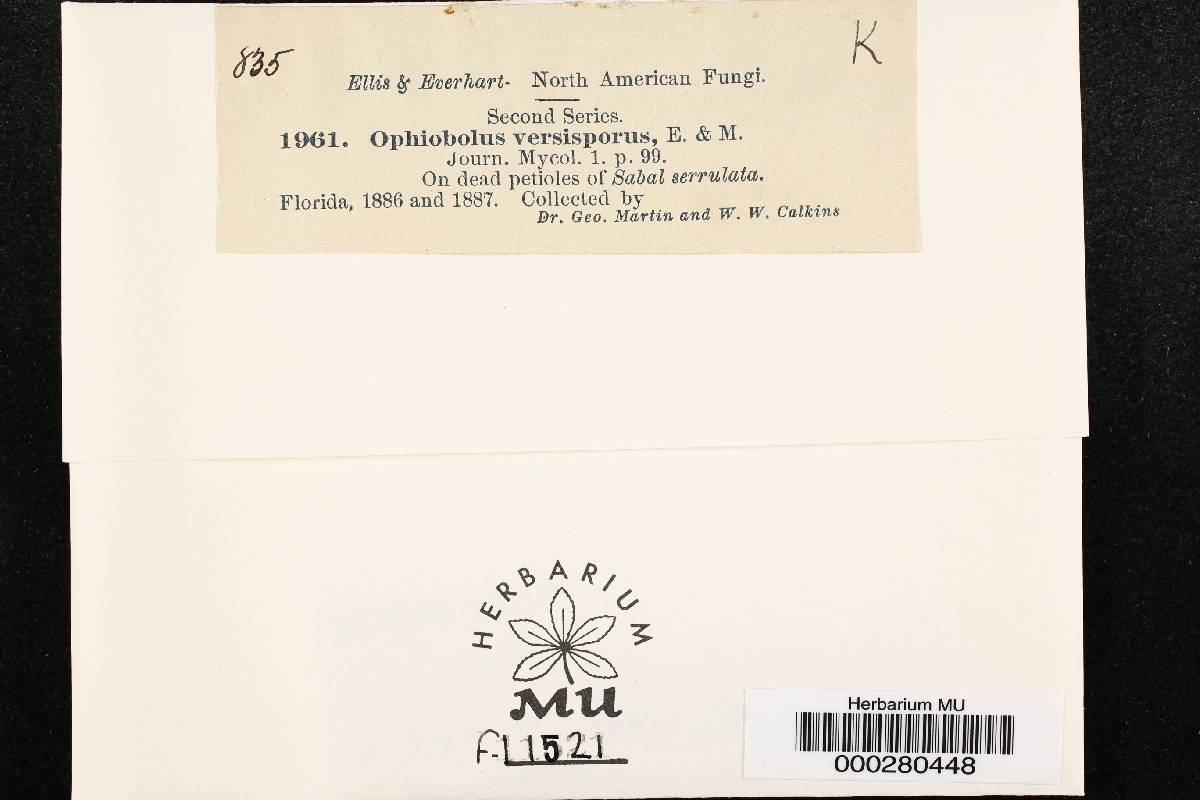 835
K
Ellis & Everhart- North American Fungi.
Second Series.
1961. Ophiobolus versisporus, E. & M.
Journ. Mycol. 1. p. 99.
On dead petioles of Sabal serrulata.
Florida, 1886 and 1887. Collected by
Dr. Geo. Martin and W. W. Calkins
HERBARIUM
MU
F-11521
Herbarium MU
000280448